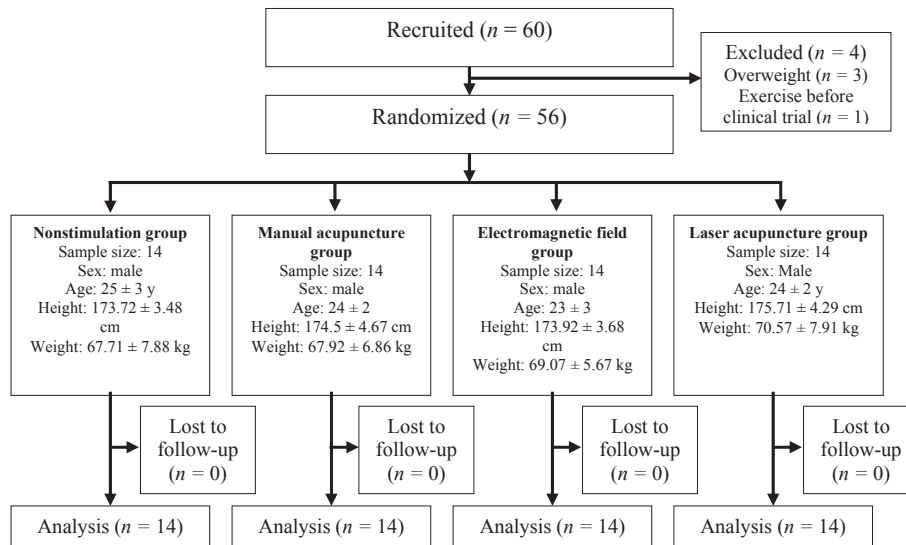 Recruited (n = 60)
Excluded (n = 4)
Overweight (n = 3)
Exercise before
clinical trial (n = 1)
Randomized (n = 56)
Nonstimulation group
Sample size: 14
Sex: male
Age: 25 ± 3 y
Height: 173.72 ± 3.48
cm
Weight: 67.71 ± 7.88 kg
Manual acupuncture
group
Sample size: 14
Sex: male
Age: 24 ± 2
Height: 174.5 ± 4.67 cm
Weight: 67.92 ± 6.86 kg
Electromagnetic field
group
Sample size: 14
Sex: male
Age: 23 ± 3
Height: 173.92 ± 3.68
cm
Weight: 69.07 ± 5.67 kg
Laser acupuncture group
Sample size: 14
Sex: Male
Age: 24 ± 2 y
Height: 175.71 ± 4.29 cm
Weight: 70.57 ± 7.91 kg
Lost to
follow-up
(n = 0)
Lost to
follow-up
(n = 0)
Lost to
follow-up
(n = 0)
Lost to
follow-up
(n = 0)
Analysis (n = 14)
Analysis (n = 14)
Analysis (n = 14)
Analysis (n = 14)